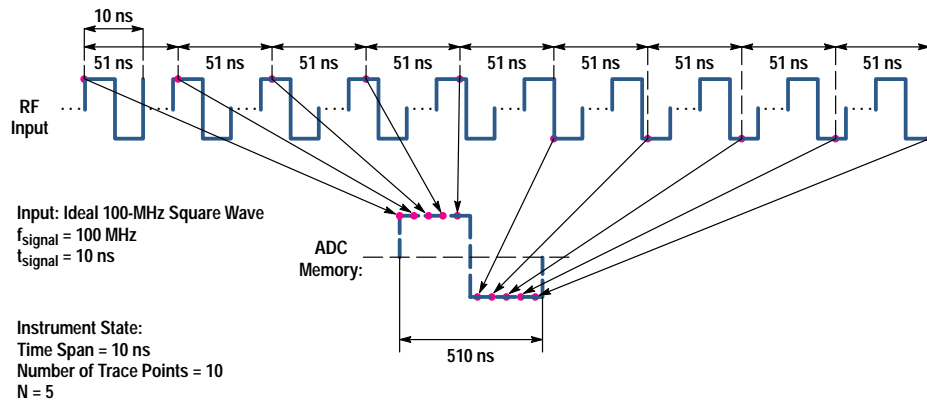 10 ns
51 ns 51 ns 51 ns 51 ns 51 ns 51 ns 51 ns 51 ns 51 ns
RF
Input
Input: Ideal 100-MHz Square Wave
fsignal = 100 MHz
tsignal = 10 ns
ADC
Memory:
510 ns
Instrument State:
Time Span = 10 ns
Number of Trace Points = 10
N = 5